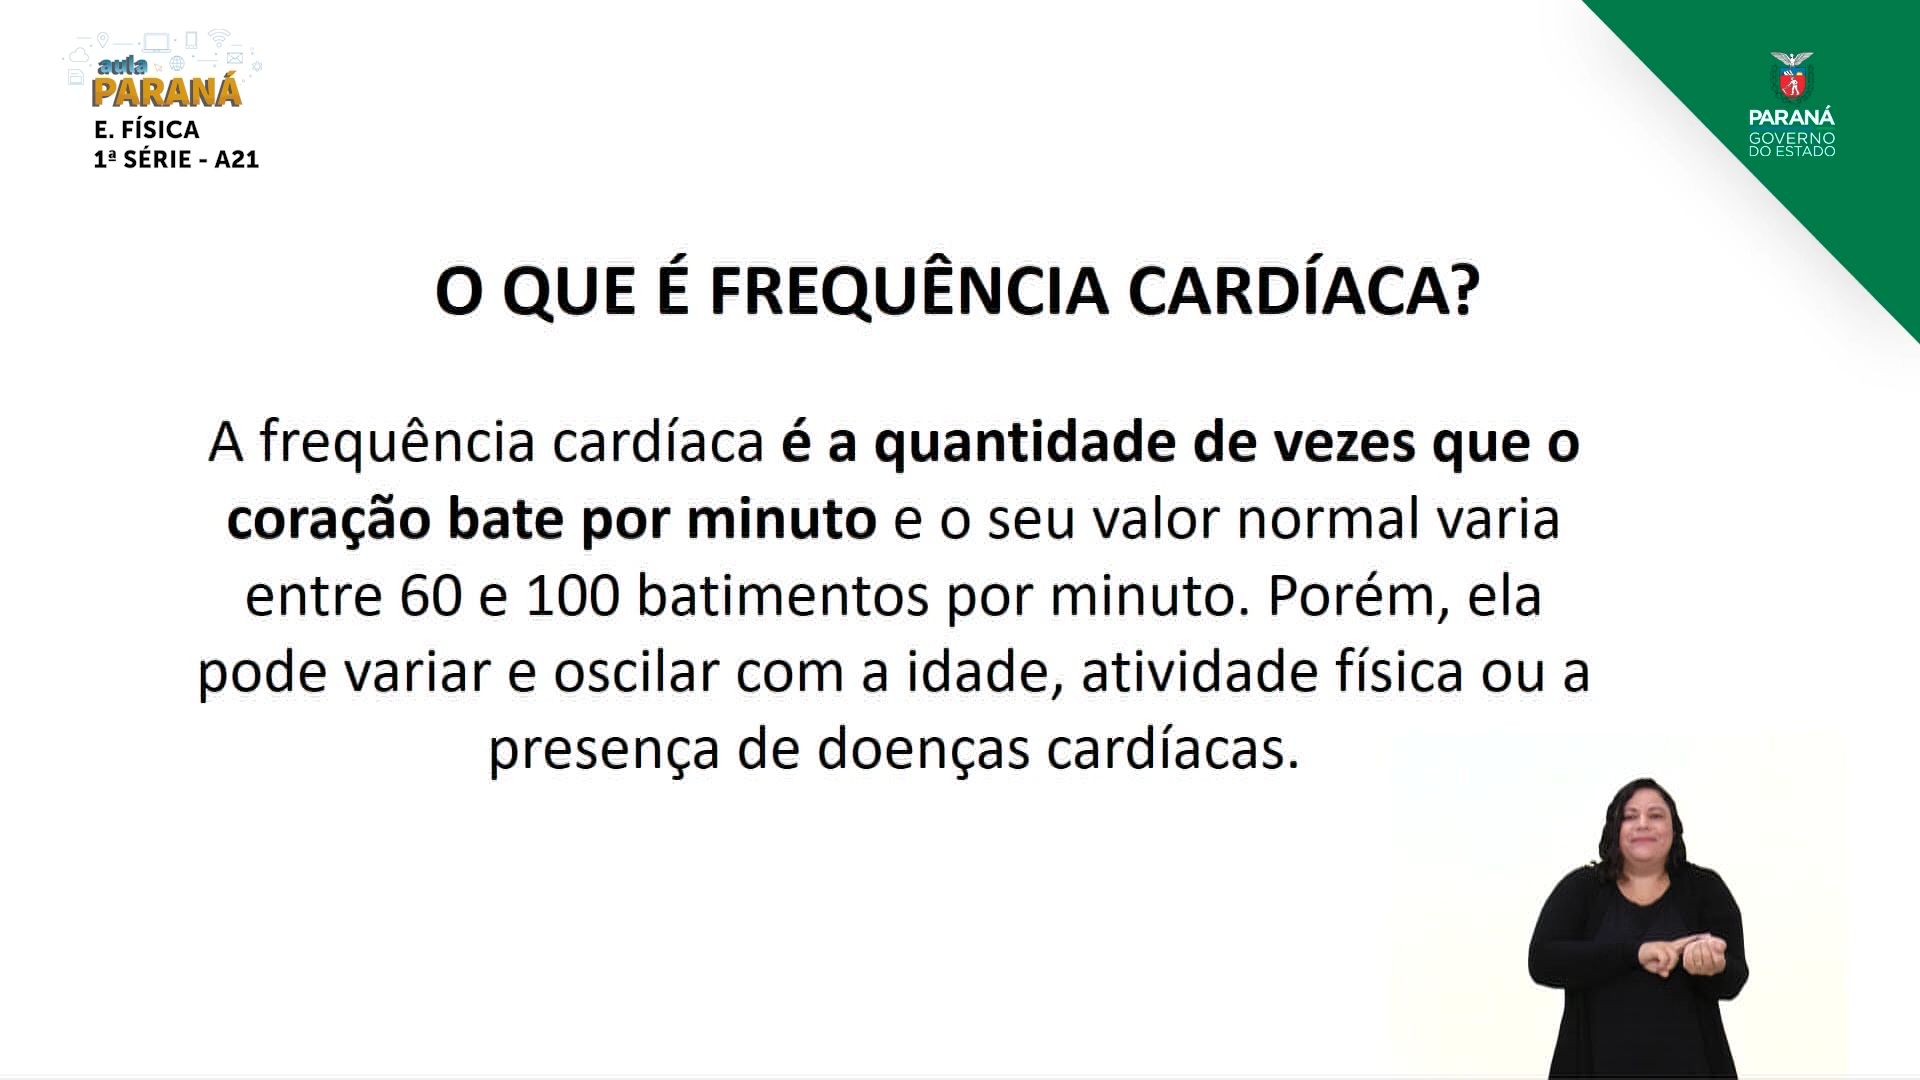 aula
PARANÁ
E. FÍSICA
1ª SÉRIE - A21
PARANÁ
GOVERNO
DO ESTADO
O QUE É FREQUÊNCIA CARDÍACA?
A frequência cardíaca é a quantidade de vezes que o
coração bate por minuto e o seu valor normal varia
entre 60 e 100 batimentos por minuto. Porém, ela
pode variar e oscilar com a idade, atividade física ou a
presença de doenças cardíacas.